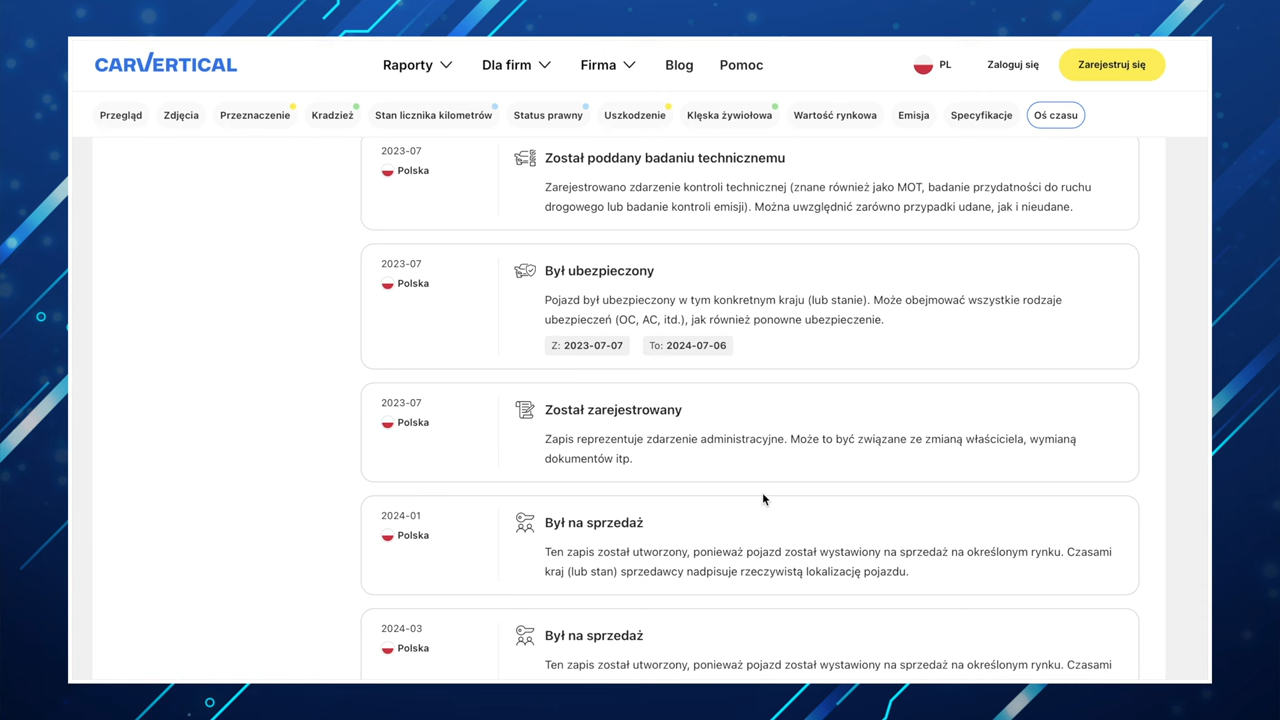 CARVERTICAL
Raporty
Dla firm
Firma
Blog
Pomoc
PL
Zaloguj się
Zarejestruj się
Przegląd
Zdjęcia
Przeznaczenie
Kradzież
Stan licznika kilometrów
Status prawny
Uszkodzenie
Klęska żywiołowa
Wartość rynkowa
Emisja
Specyfikacje
Oś czasu
2023-07
Polska
Został poddany badaniu technicznemu
Zarejestrowano zdarzenie kontroli technicznej (znane również jako MOT, badanie przydatności do ruchu
drogowego lub badanie kontroli emisji). Można uwzględnić zarówno przypadki udane, jak i nieudane.
2023-07
Polska
Był ubezpieczony
Pojazd był ubezpieczony w tym konkretnym kraju (lub stanie). Może obejmować wszystkie rodzaje
ubezpieczeń (OC, AC, itd.), jak również ponowne ubezpieczenie.
Z: 2023-07-07
To: 2024-07-06
2023-07
Polska
Został zarejestrowany
Zapis reprezentuje zdarzenie administracyjne. Może to być związane ze zmianą właściciela, wymianą
dokumentów itp.
2024-01
Polska
Był na sprzedaż
Ten zapis został utworzony, ponieważ pojazd został wystawiony na sprzedaż na określonym rynku. Czasami
kraj (lub stan) sprzedawcy nadpisuje rzeczywistą lokalizację pojazdu.
2024-03
Polska
Był na sprzedaż
Ten zapis został utworzony, ponieważ pojazd został wystawiony na sprzedaż na określonym rynku. Czasami